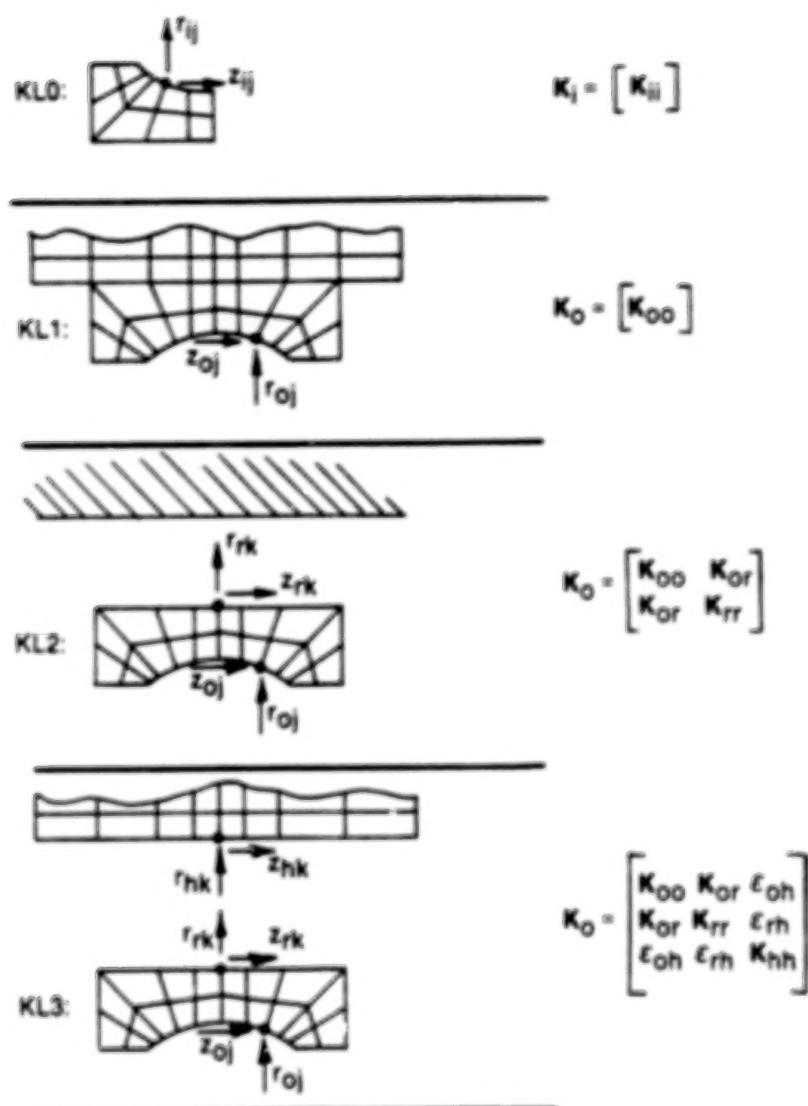 r_ij
KL0: z_ij K_i = [ K_ii ]
KL1: K_o = [ K_oo ]
z_oj
r_oj
r_rk
z_rk
K_o = [ K_oo K_or
K_or K_rr ]
KL2:
z_oj
r_oj
z_hk
r_hk
r_rk z_rk
K_o = [ K_oo K_or ε_oh
K_or K_rr ε_rh
ε_oh ε_rh K_hh ]
KL3:
z_oj
r_oj